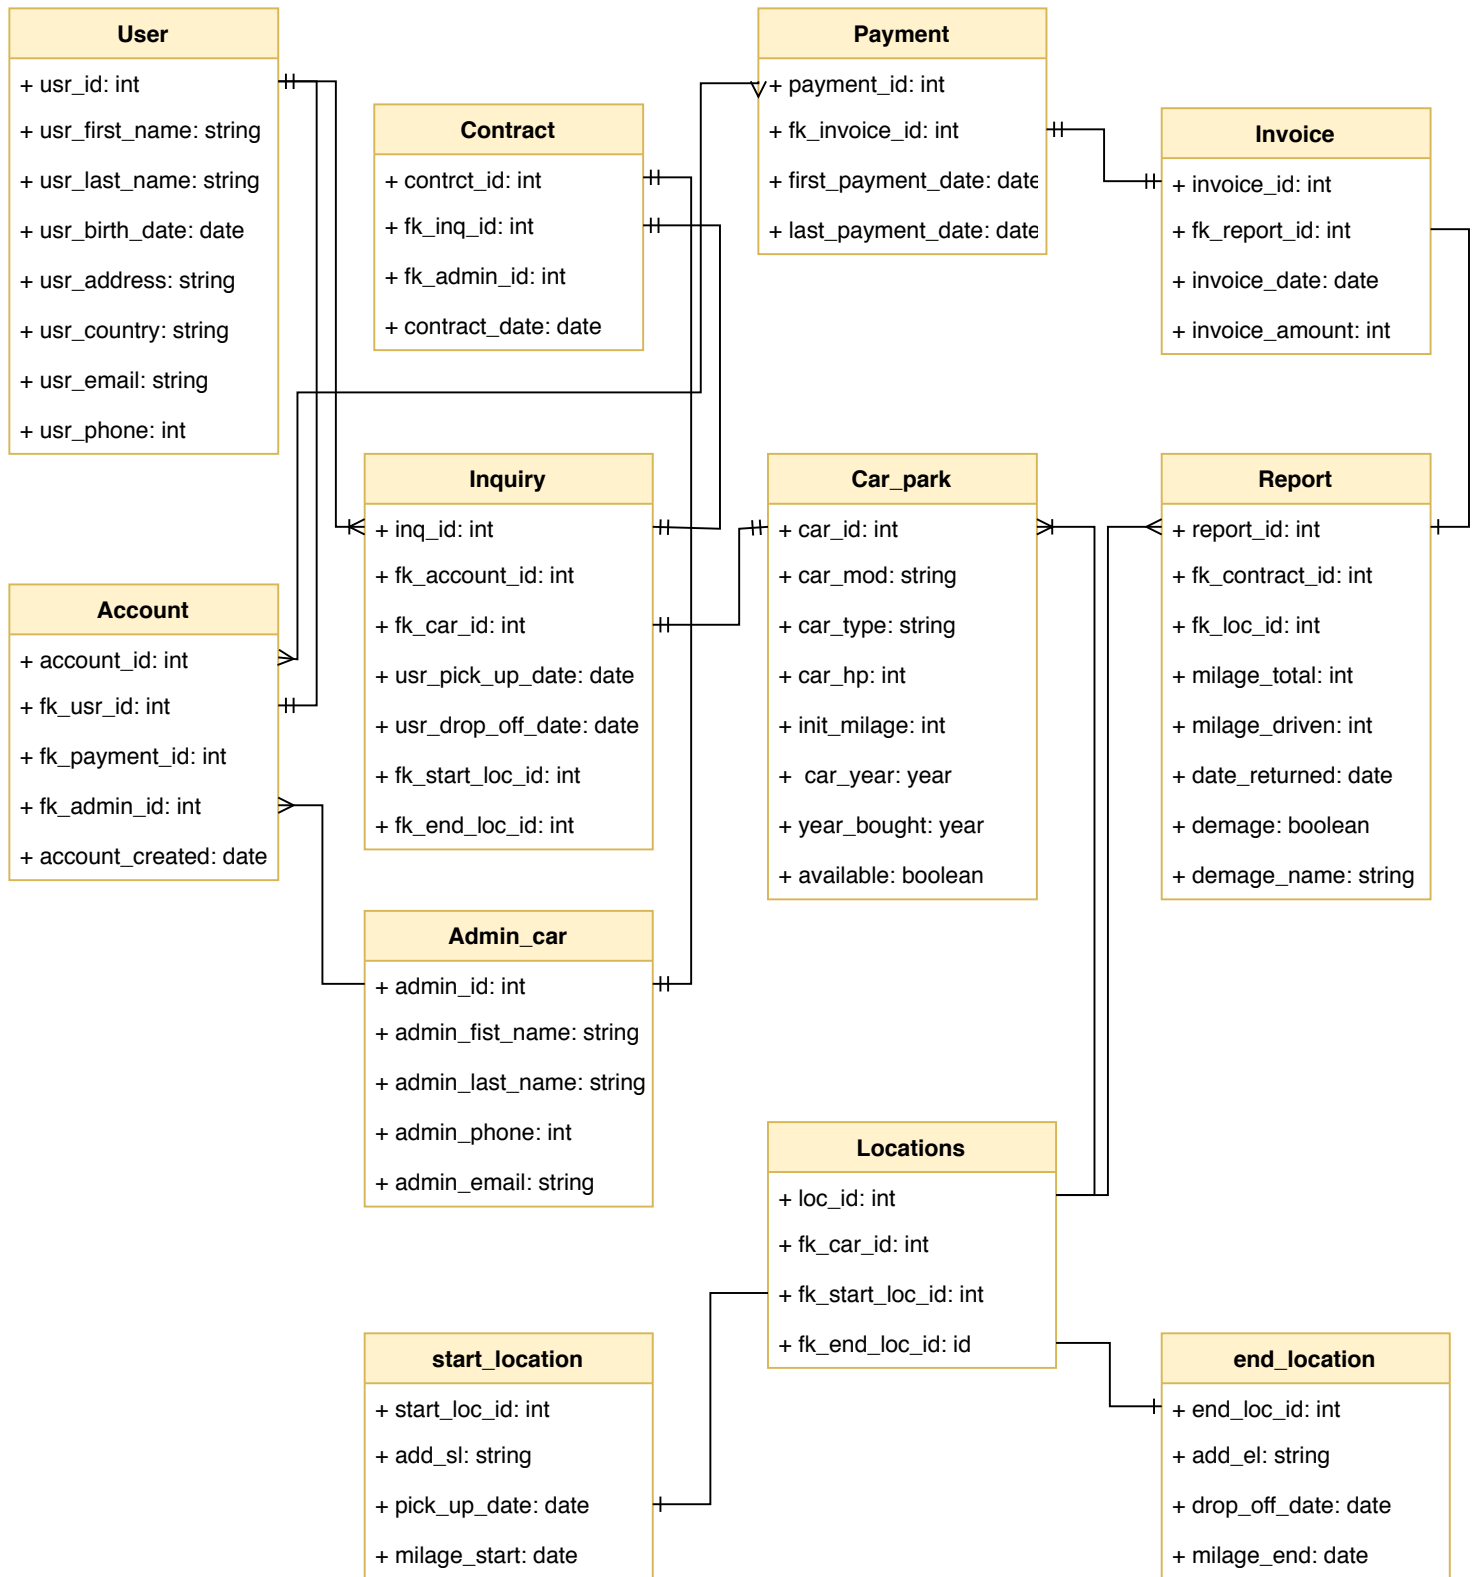 User
+ usr_id: int
+ usr_first_name: string
+ usr_last_name: string
+ usr_birth_date: date
+ usr_address: string
+ usr_country: string
+ usr_email: string
+ usr_phone: int
Contract
+ contrct_id: int
+ fk_inq_id: int
+ fk_admin_id: int
+ contract_date: date
Payment
+ payment_id: int
+ fk_invoice_id: int
+ first_payment_date: date
+ last_payment_date: date
Invoice
+ invoice_id: int
+ fk_report_id: int
+ invoice_date: date
+ invoice_amount: int
Account
+ account_id: int
+ fk_usr_id: int
+ fk_payment_id: int
+ fk_admin_id: int
+ account_created: date
Inquiry
+ inq_id: int
+ fk_account_id: int
+ fk_car_id: int
+ usr_pick_up_date: date
+ usr_drop_off_date: date
+ fk_start_loc_id: int
+ fk_end_loc_id: int
Car_park
+ car_id: int
+ car_mod: string
+ car_type: string
+ car_hp: int
+ init_milage: int
+ car_year: year
+ year_bought: year
+ available: boolean
Report
+ report_id: int
+ fk_contract_id: int
+ fk_loc_id: int
+ milage_total: int
+ milage_driven: int
+ date_returned: date
+ demage: boolean
+ demage_name: string
Admin_car
+ admin_id: int
+ admin_fist_name: string
+ admin_last_name: string
+ admin_phone: int
+ admin_email: string
Locations
+ loc_id: int
+ fk_car_id: int
+ fk_start_loc_id: int
+ fk_end_loc_id: id
start_location
+ start_loc_id: int
+ add_sl: string
+ pick_up_date: date
+ milage_start: date
end_location
+ end_loc_id: int
+ add_el: string
+ drop_off_date: date
+ milage_end: date